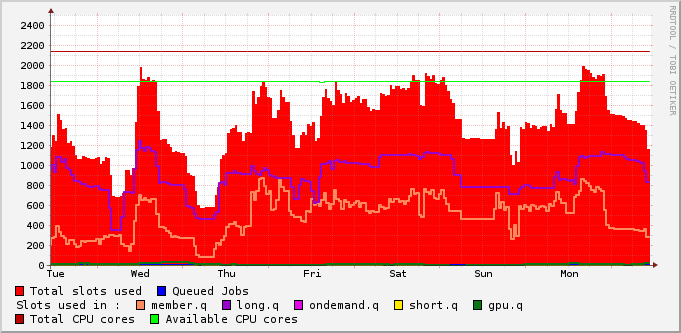 2400
2200
2000
1800
1600
1400
1200
1000
800
600
400
200
0
Tue Wed Thu Fri Sat Sun Mon
Total slots used Queued Jobs
Slots used in : member.q long.q ondemand.q short.q gpu.q
Total CPU cores Available CPU cores
RRDTOOL / TOBI OETIKER